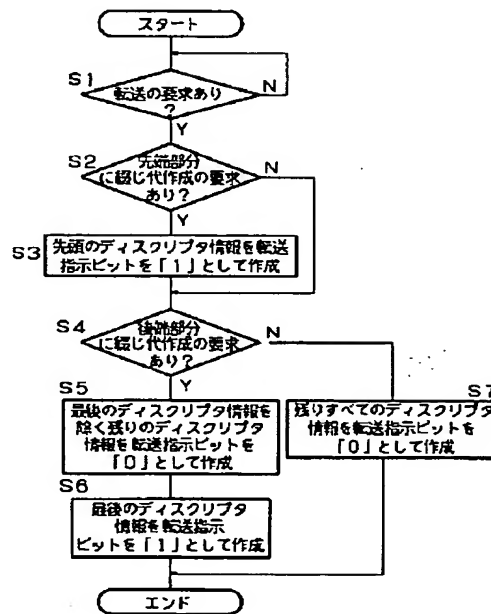 スタート
S1
転送の要求あり
?
N
Y
S2
先端部分
に綴じ代作成の要求
あり?
N
Y
S3
先頭のディスクリプタ情報を転送
指示ビットを「1」として作成
S4
後端部分
に綴じ代作成の要求
あり?
N
Y
S5
最後のディスクリプタ情報を
除く残りのディスクリプタ
情報を転送指示ビットを
「0」として作成
S7
残りすべてのディスクリプタ
情報を転送指示ビットを
「0」として作成
S6
最後のディスクリプタ
情報を転送指示
ビットを「1」として作成
エンド